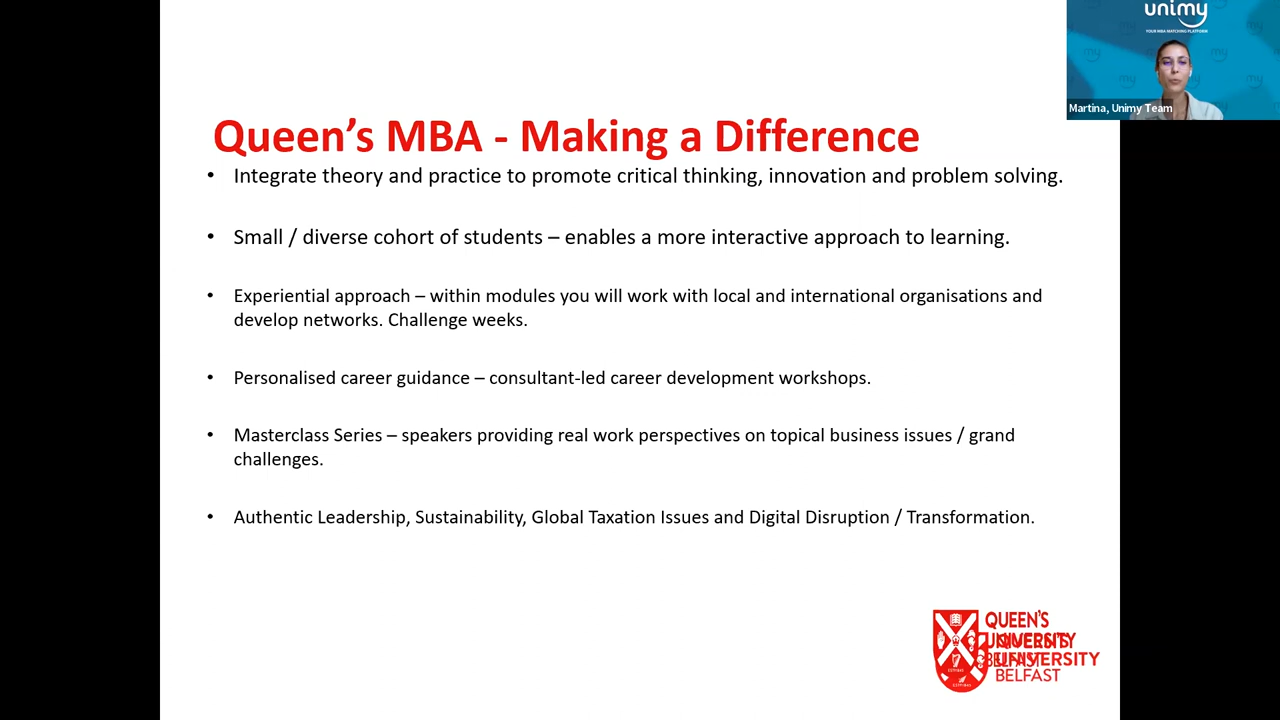 unimy
YOUR MBA MATCHING PLATFORM
Martina, Unimy Team
Queen's MBA - Making a Difference
• Integrate theory and practice to promote critical thinking, innovation and problem solving.
• Small / diverse cohort of students – enables a more interactive approach to learning.
• Experiential approach – within modules you will work with local and international organisations and
develop networks. Challenge weeks.
• Personalised career guidance – consultant-led career development workshops.
• Masterclass Series – speakers providing real work perspectives on topical business issues / grand
challenges.
• Authentic Leadership, Sustainability, Global Taxation Issues and Digital Disruption / Transformation.
QUEEN'S
UNIVERSITY
BELFAST
QUEEN'S
UNIVERSITY
BELFAST